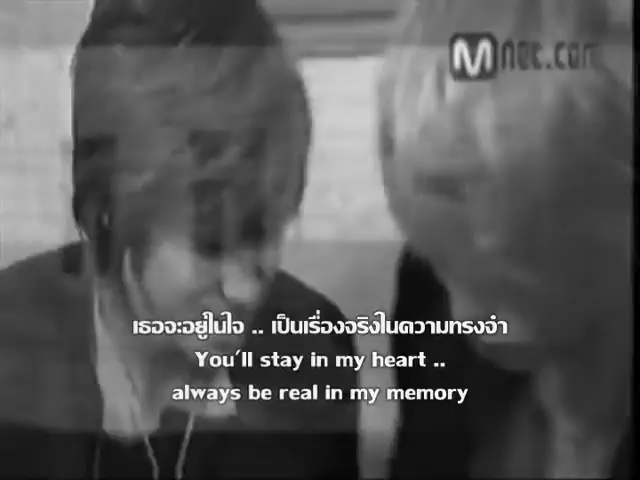 Mnet.com
เธอจะอยู่ในใจ .. เป็นเรื่องจริงในความทรงจำ
You'll stay in my heart ..
always be real in my memory